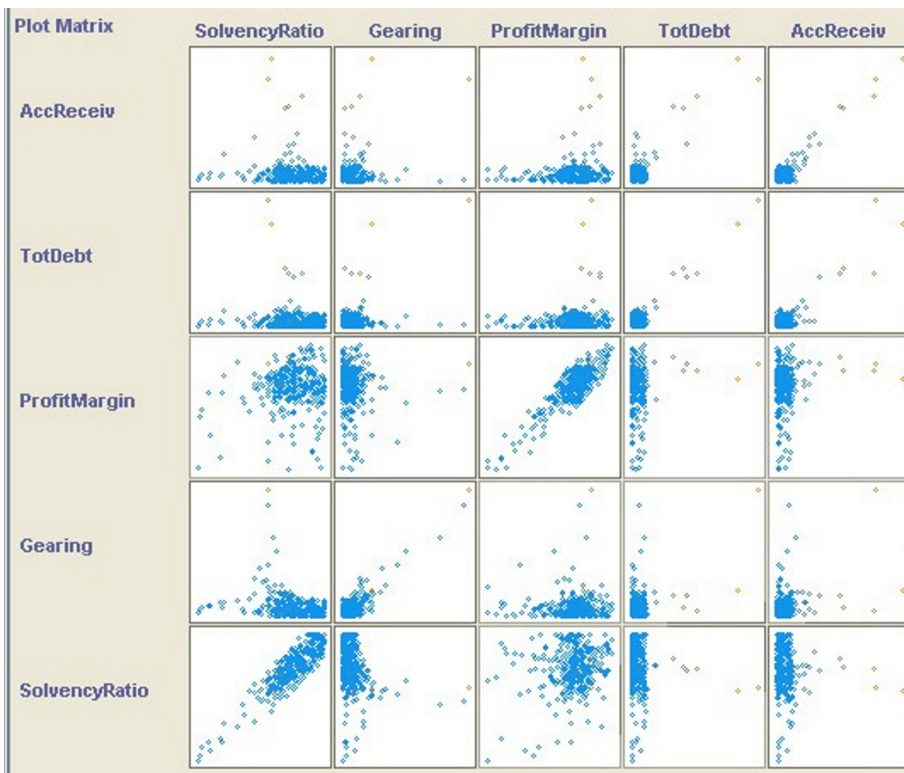 Plot Matrix
SolvencyRatio Gearing ProfitMargin TotDebt AccReceiv
AccReceiv
TotDebt
ProfitMargin
Gearing
SolvencyRatio